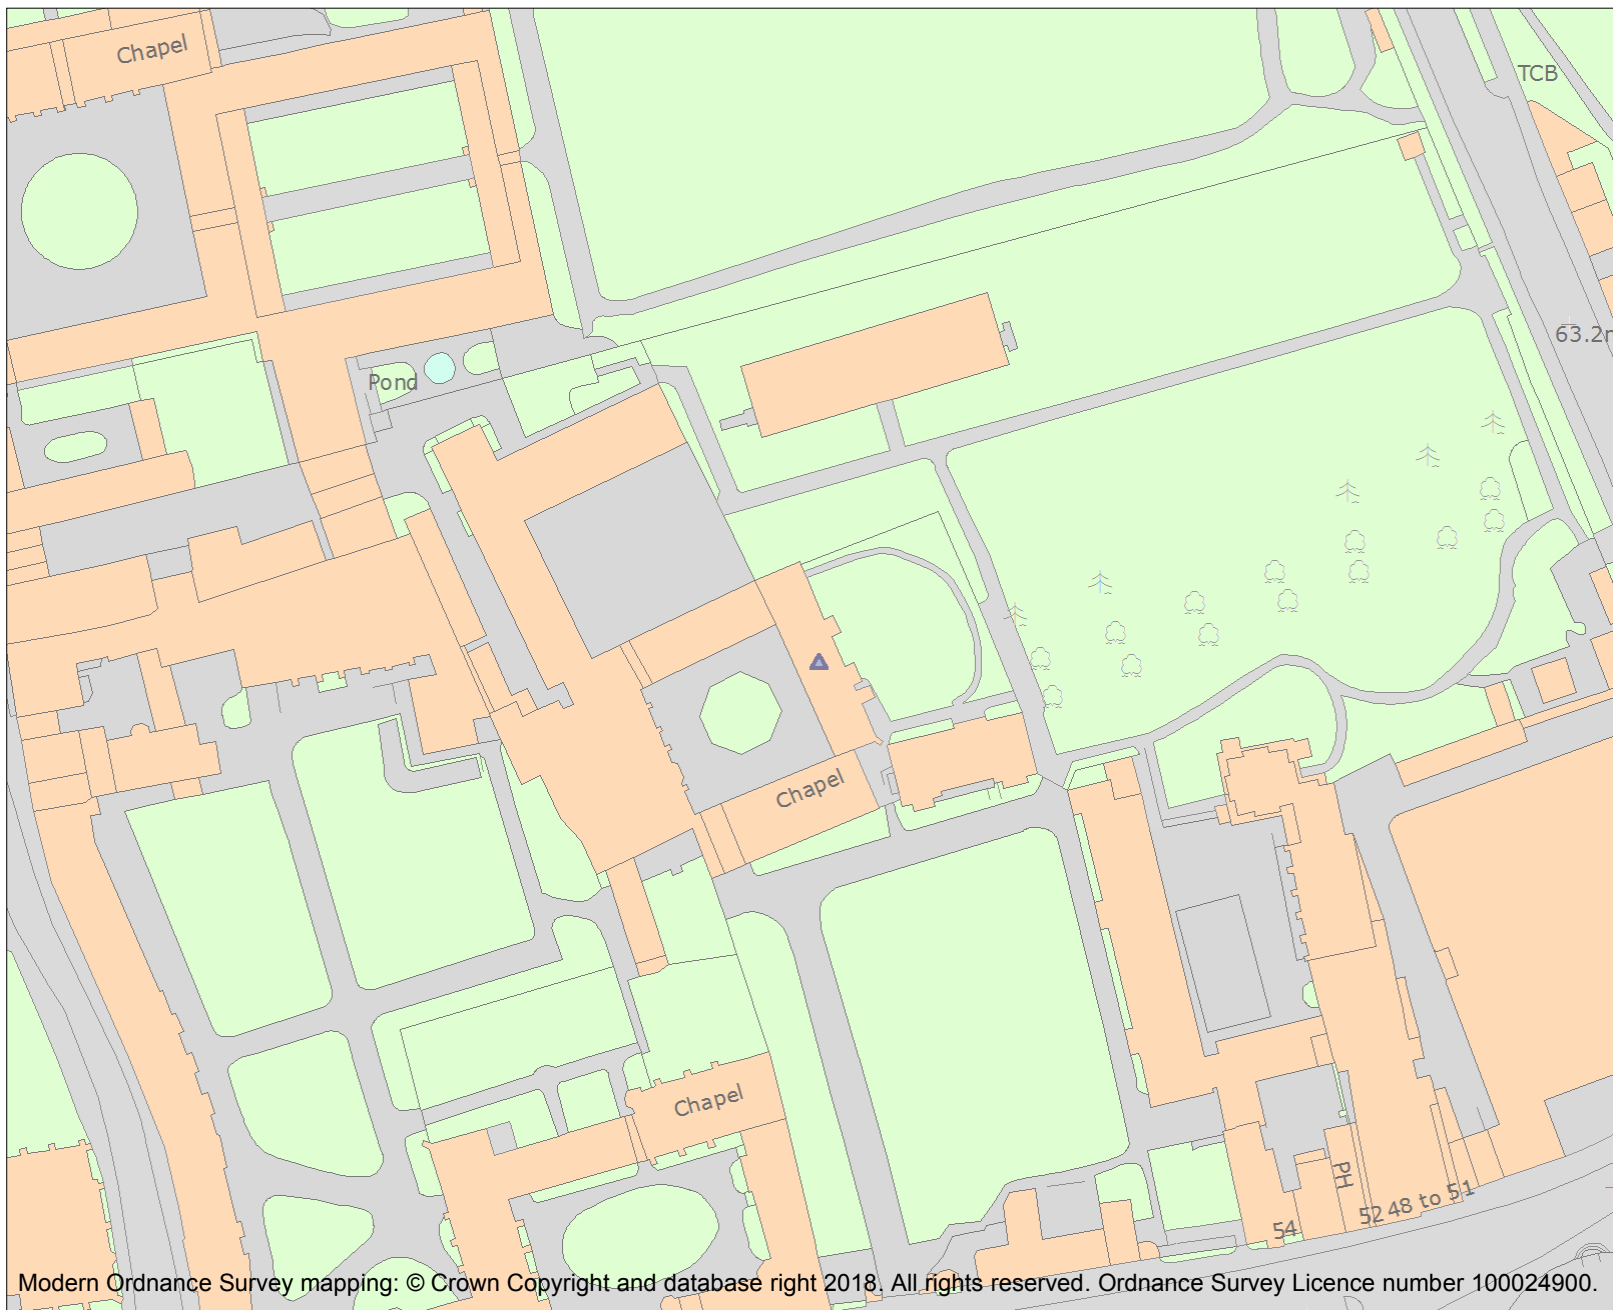 Chapel
TCB
63.2m
Pond
Chapel
Chapel
PH
54
52
48 to 51
Modern Ordnance Survey mapping: © Crown Copyright and database right 2018. All rights reserved. Ordnance Survey Licence number 100024900.